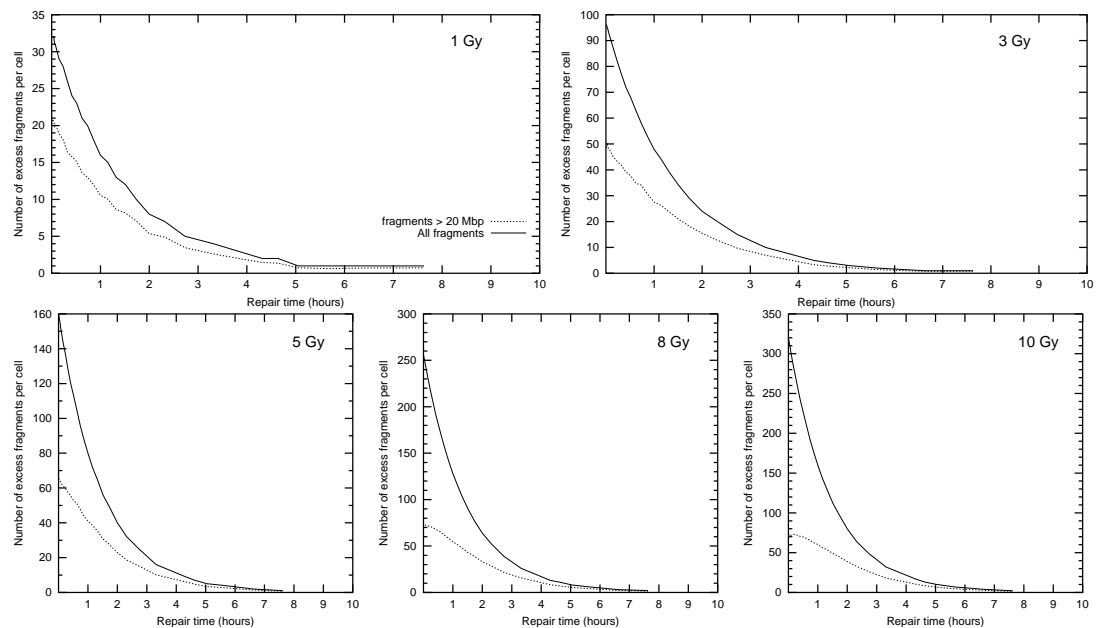 1 Gy
Number of excess fragments per cell
35
30
25
20
15
10
5
0
fragments > 20 Mbp
All fragments
1 2 3 4 5 6 7 8 9 10
Repair time (hours)
3 Gy
Number of excess fragments per cell
100
90
80
70
60
50
40
30
20
10
0
1 2 3 4 5 6 7 8 9 10
Repair time (hours)
5 Gy
Number of excess fragments per cell
160
140
120
100
80
60
40
20
0
1 2 3 4 5 6 7 8 9 10
Repair time (hours)
8 Gy
Number of excess fragments per cell
300
250
200
150
100
50
0
1 2 3 4 5 6 7 8 9 10
Repair time (hours)
10 Gy
Number of excess fragments per cell
350
300
250
200
150
100
50
0
1 2 3 4 5 6 7 8 9 10
Repair time (hours)